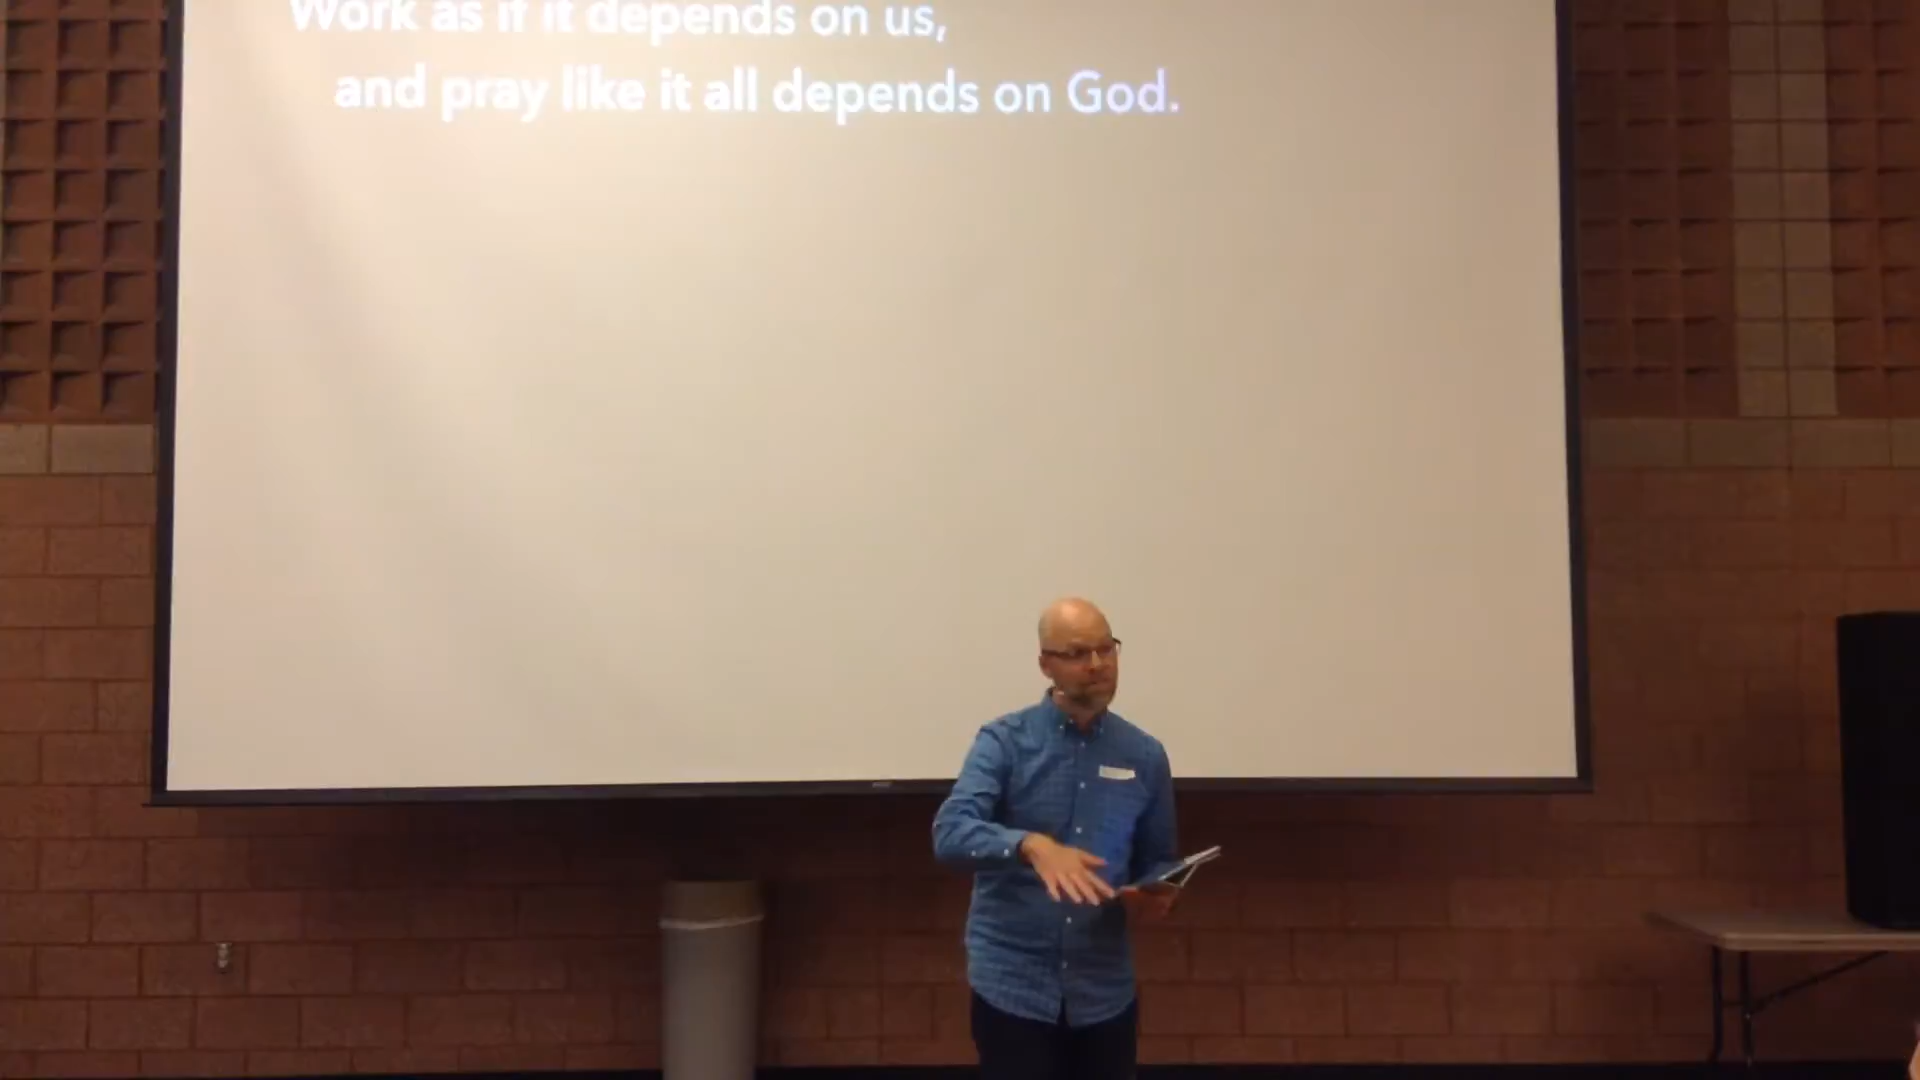 Work as if it depends on us,
and pray like it all depends on God.